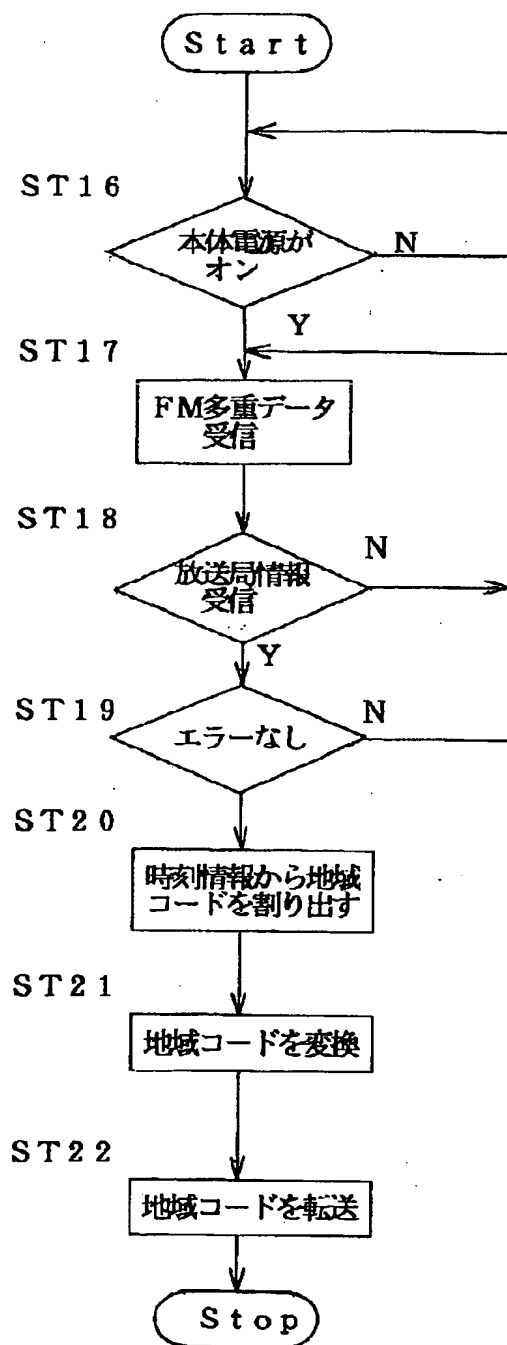 Start
ST16
本体電源が
オン
N
Y
ST17
FM多重データ
受信
ST18
N
放送局情報
受信
Y
ST19
N
エラーなし
ST20
時刻情報から地域
コードを割り出す
ST21
地域コードを変換
ST22
地域コードを転送
Stop